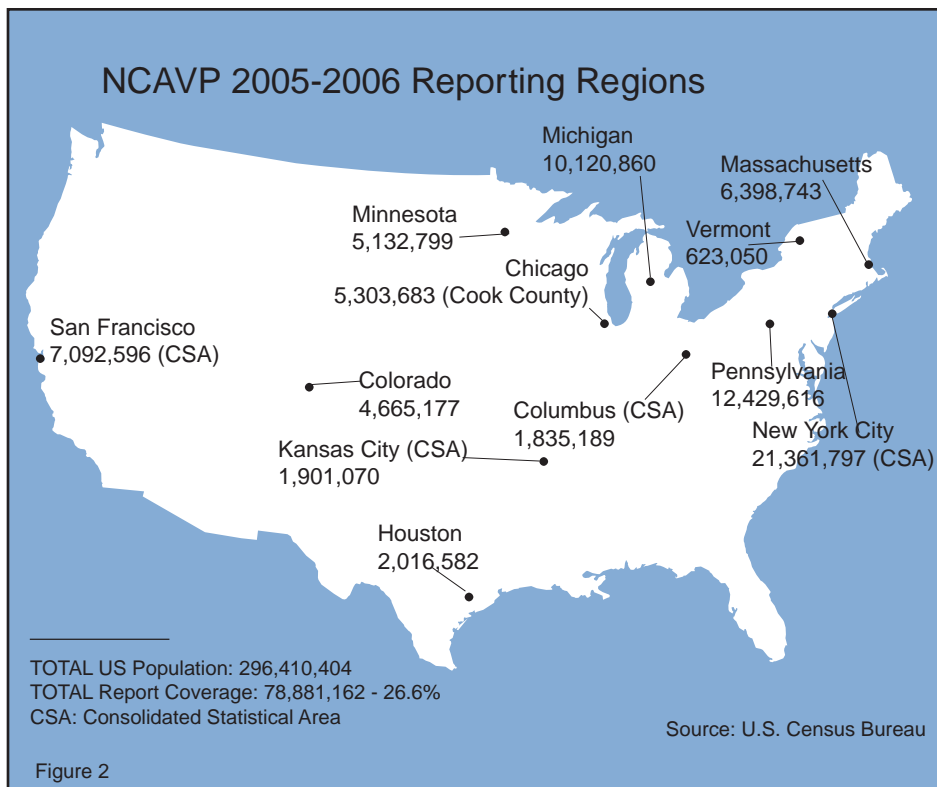 NCAVP 2005-2006 Reporting Regions
Michigan
10,120,860
Massachusetts
6,398,743
Minnesota
5,132,799
Vermont
623,050
Chicago
5,303,683 (Cook County)
San Francisco
7,092,596 (CSA)
Colorado
4,665,177
Pennsylvania
12,429,616
Columbus (CSA)
1,835,189
New York City
21,361,797 (CSA)
Kansas City (CSA)
1,901,070
Houston
2,016,582
TOTAL US Population: 296,410,404
TOTAL Report Coverage: 78,881,162 - 26.6%
CSA: Consolidated Statistical Area
Source: U.S. Census Bureau
Figure 2